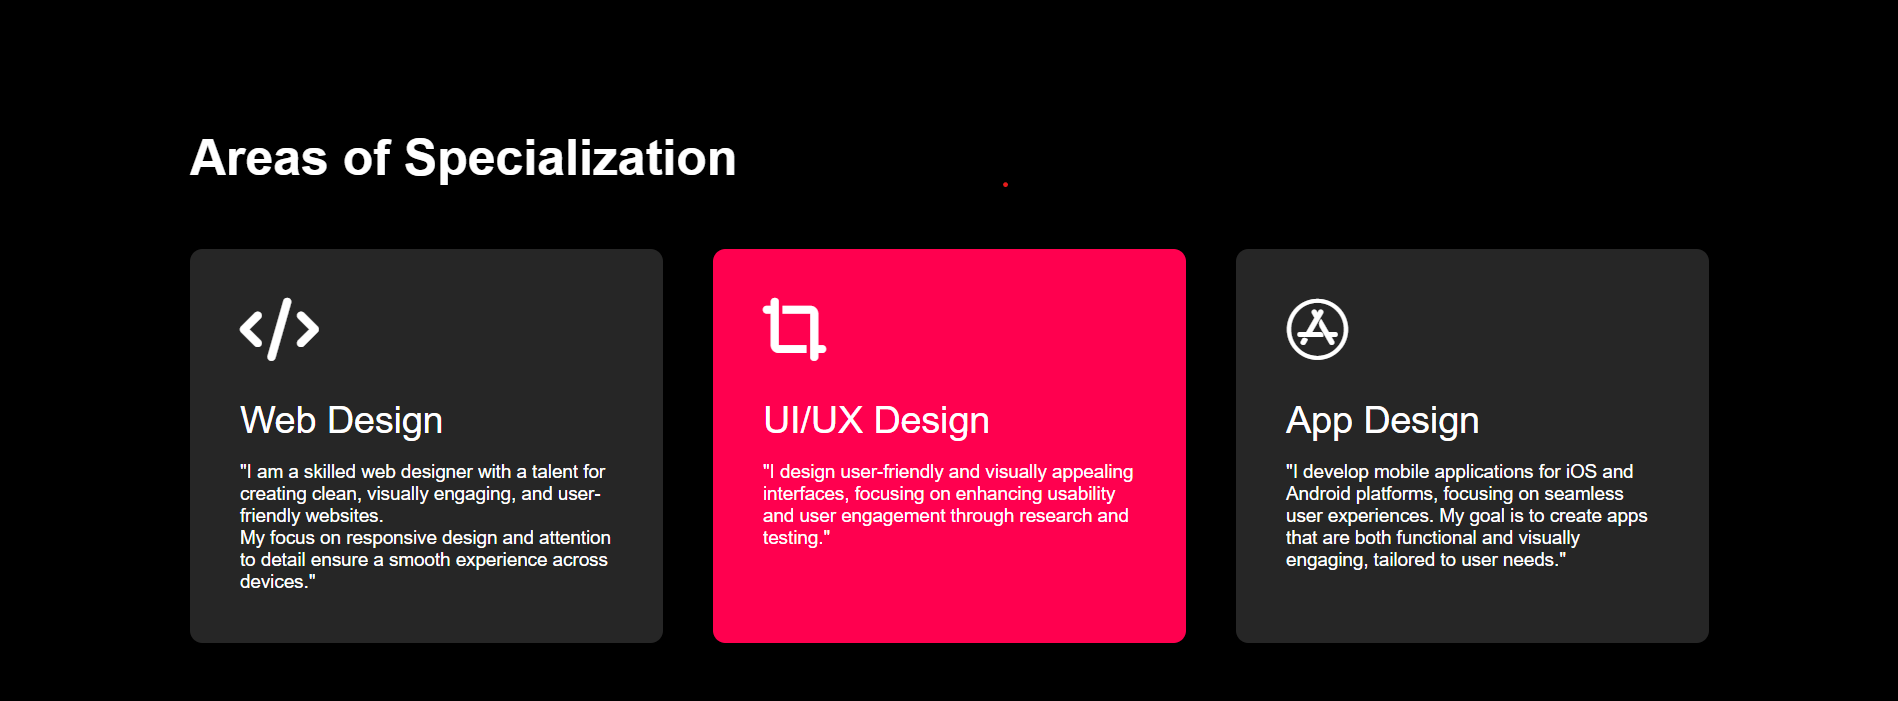 Areas of Specialization
Web Design
"I am a skilled web designer with a talent for
creating clean, visually engaging, and user-
friendly websites.
My focus on responsive design and attention
to detail ensure a smooth experience across
devices."
UI/UX Design
"I design user-friendly and visually appealing
interfaces, focusing on enhancing usability
and user engagement through research and
testing."
App Design
"I develop mobile applications for iOS and
Android platforms, focusing on seamless
user experiences. My goal is to create apps
that are both functional and visually
engaging, tailored to user needs."